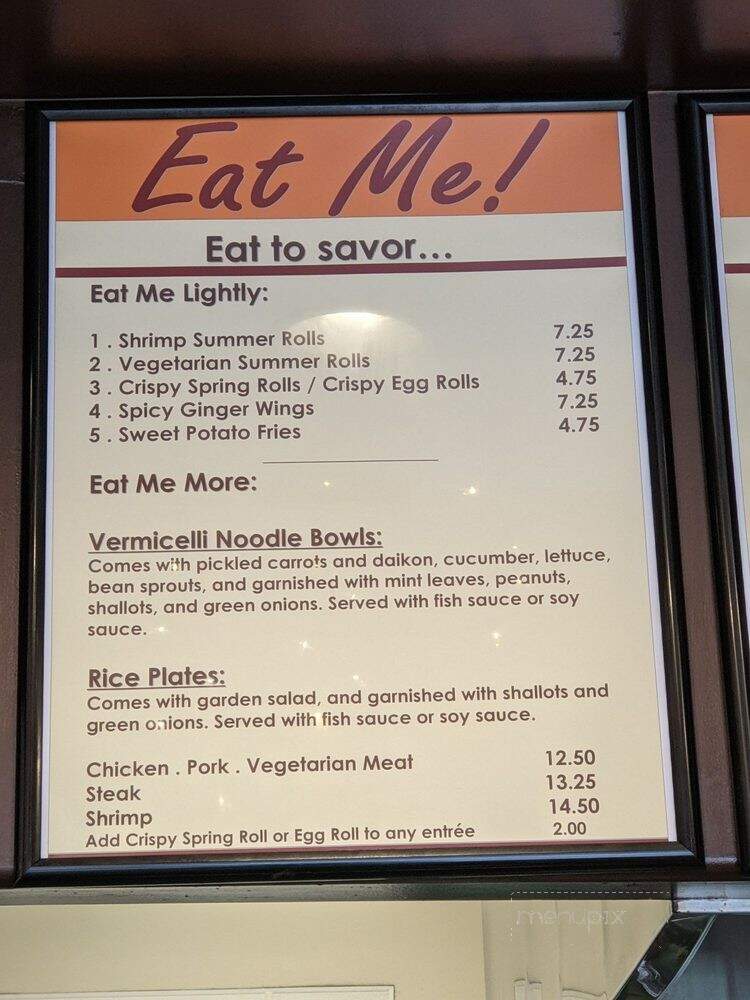 Eat Me!
Eat to savor...
Eat Me Lightly:
1 . Shrimp Summer Rolls 7.25
2 . Vegetarian Summer Rolls 7.25
3 . Crispy Spring Rolls / Crispy Egg Rolls 4.75
4 . Spicy Ginger Wings 7.25
5 . Sweet Potato Fries 4.75
Eat Me More:
Vermicelli Noodle Bowls:
Comes with pickled carrots and daikon, cucumber, lettuce,
bean sprouts, and garnished with mint leaves, peanuts,
shallots, and green onions. Served with fish sauce or soy
sauce.
Rice Plates:
Comes with garden salad, and garnished with shallots and
green onions. Served with fish sauce or soy sauce.
Chicken . Pork . Vegetarian Meat 12.50
Steak 13.25
Shrimp 14.50
Add Crispy Spring Roll or Egg Roll to any entrée 2.00
menupix